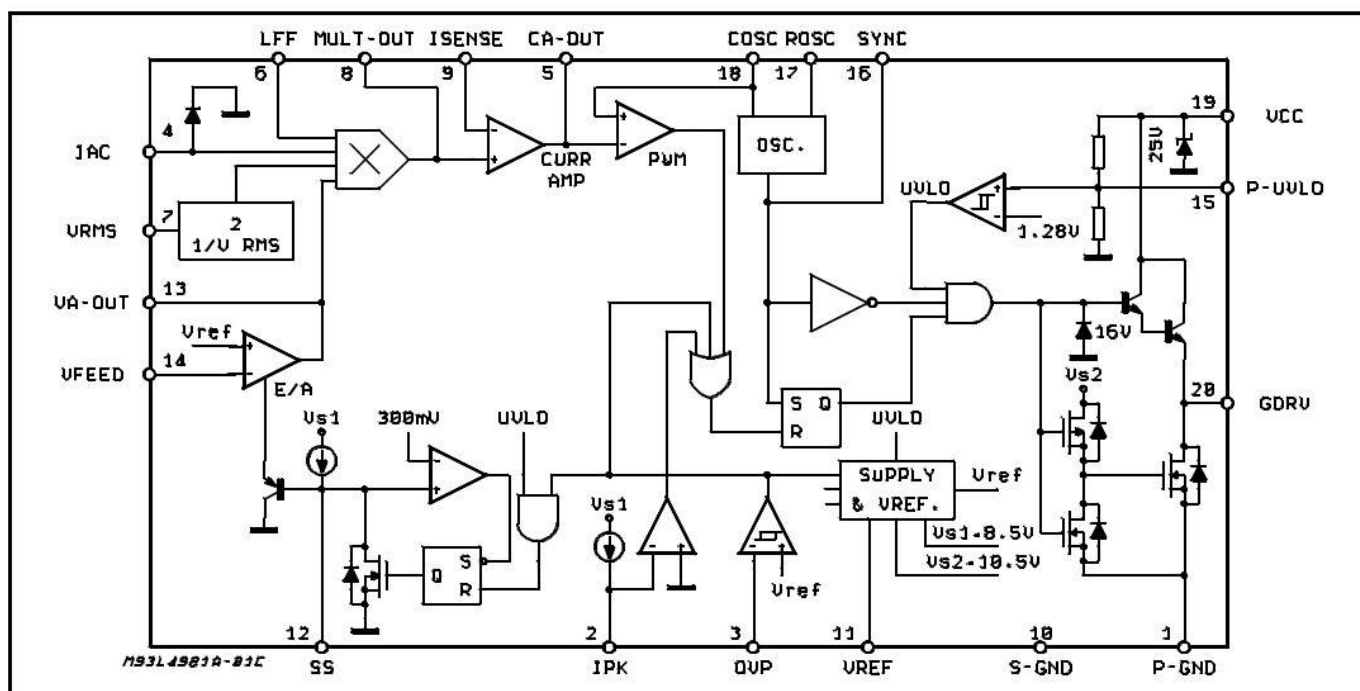 LFF MULT-OUT ISENSE CA-OUT COSC ROSC SYNC
6 8 9 5 18 17 16
19 VCC
4
IAC
OSC.
25V
CURR
AMP
PWM
UVLO
15 P-UVLO
7
VRMS
2
1/V RMS
1.28V
13
VA-OUT
Vref
14
VFEED
E/A
16V
Vs2
20
GDRV
S Q
R
Vs1
300mV
UVLO
UVLO
SUPPLY
& VREF.
Vref
Vs1
Vs1-8.5V
Vs2-10.5V
Q S
R
Vref
12 2 3 11 10 1
M93L4981A-01C
SS IPK OVP VREF S-GND P-GND